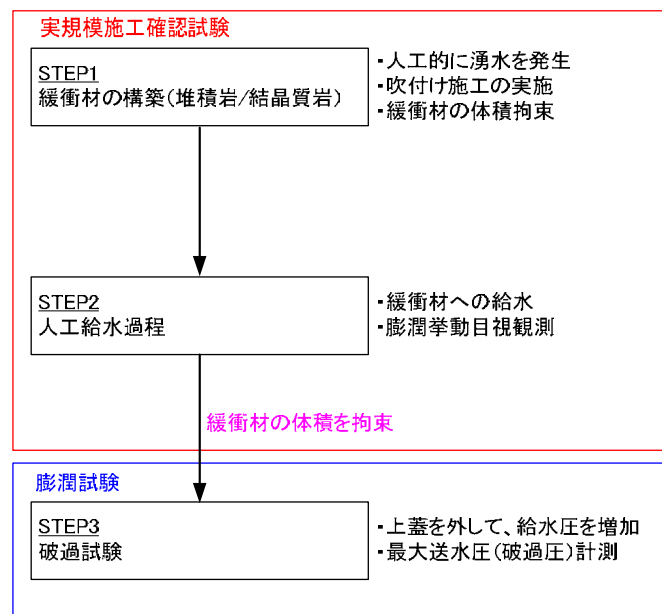 実規模施工確認試験
STEP1
緩衝材の構築(堆積岩/結晶質岩)
・人工的に湧水を発生
・吹付け施工の実施
・緩衝材の体積拘束
STEP2
人工給水過程
・緩衝材への給水
・膨潤挙動目視観測
緩衝材の体積を拘束
膨潤試験
STEP3
破過試験
・上蓋を外して、給水圧を増加
・最大送水圧(破過圧)計測